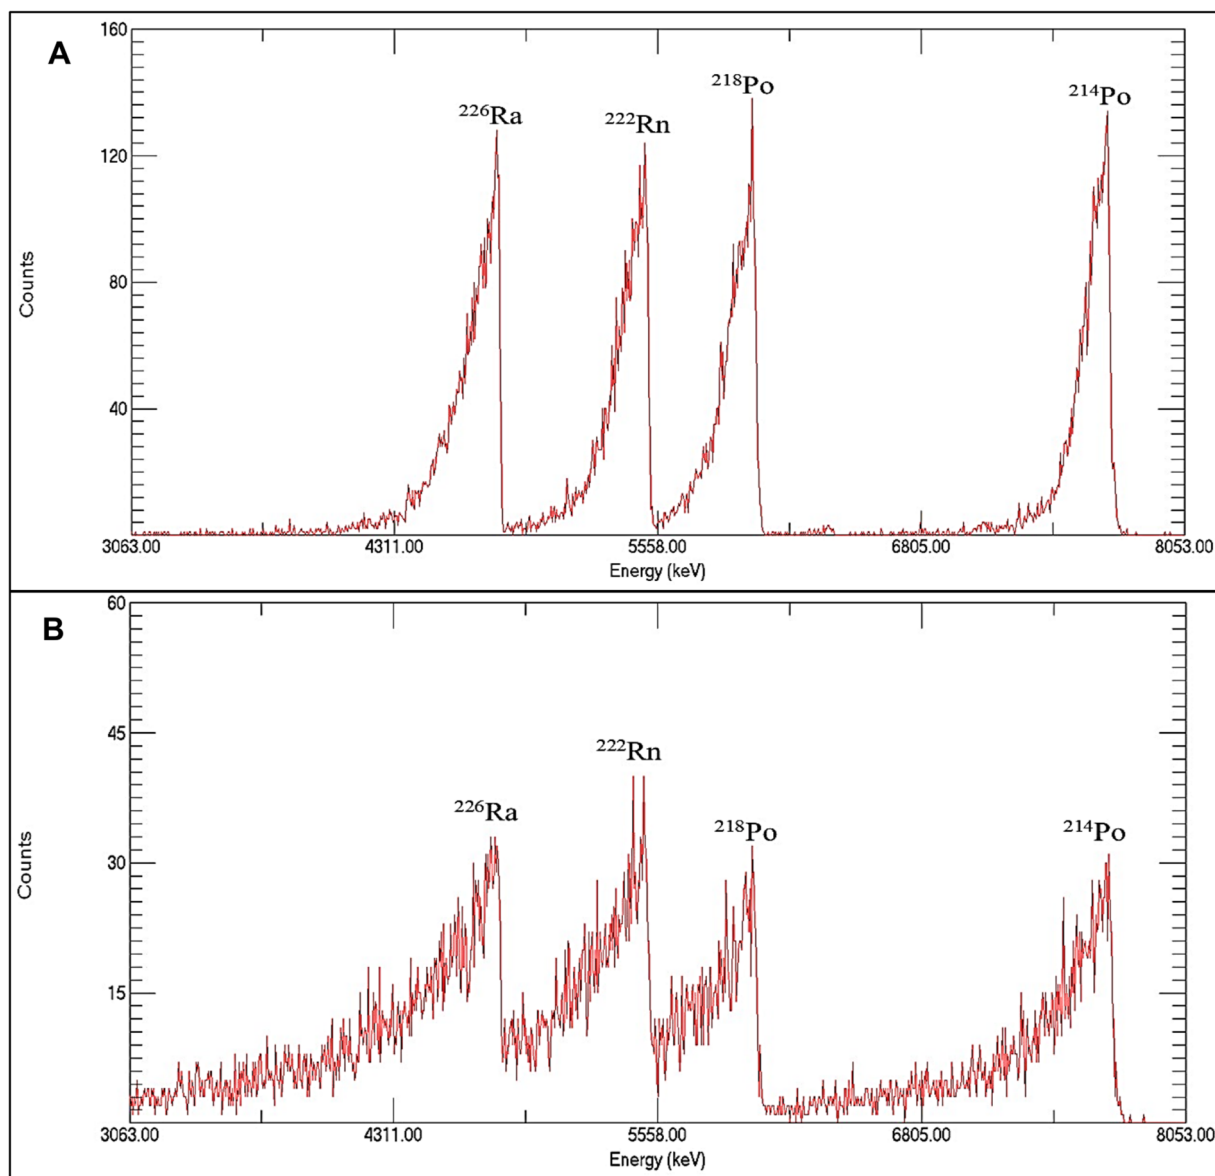 A
160
120
80
40
Counts
²²⁶Ra
²²²Rn
²¹⁸Po
²¹⁴Po
3063.00 4311.00 5558.00 6805.00 8053.00
Energy (keV)
B
60
45
30
15
Counts
²²⁶Ra
²²²Rn
²¹⁸Po
²¹⁴Po
3063.00 4311.00 5558.00 6805.00 8053.00
Energy (keV)